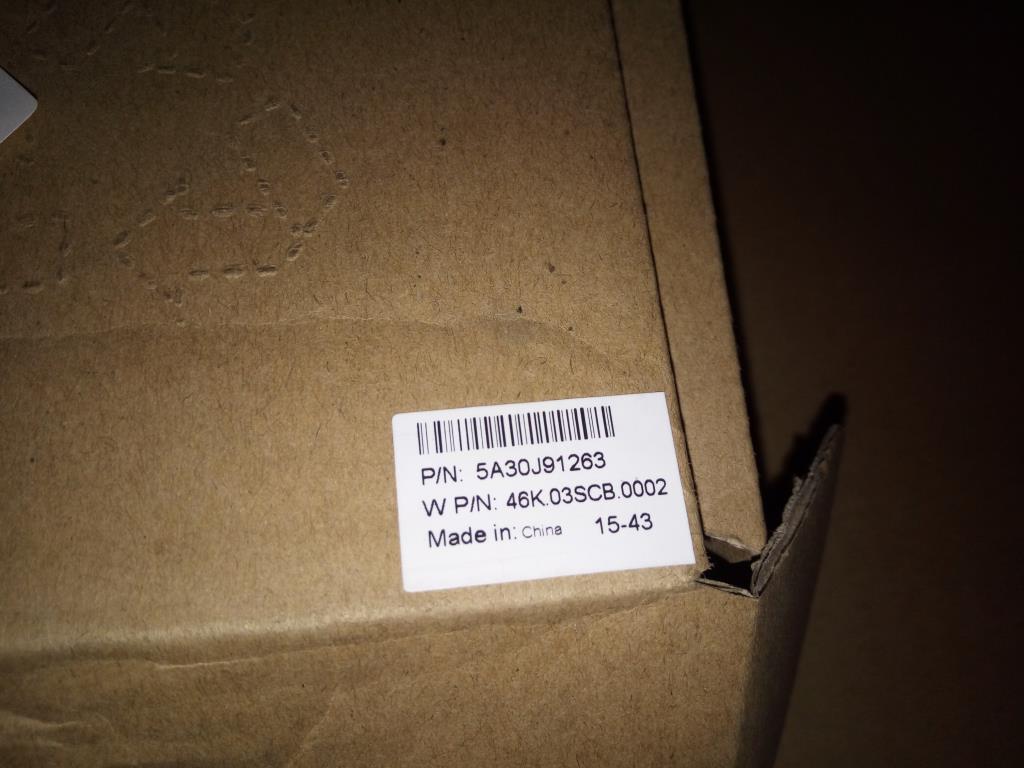 P/N: 5A30J91263
W P/N: 46K.03SCB.0002
Made in: China 15-43